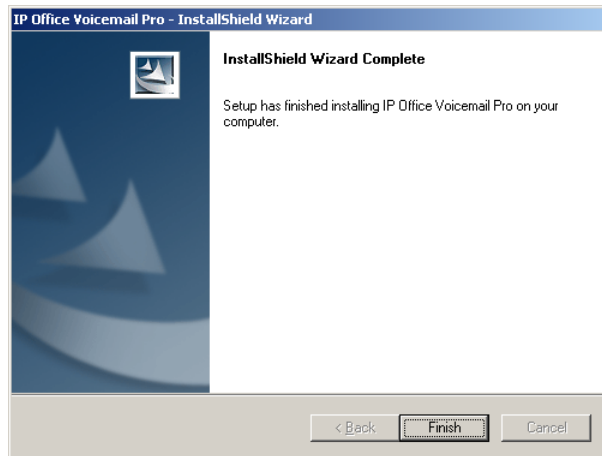 IP Office Voicemail Pro - InstallShield Wizard
InstallShield Wizard Complete
Setup has finished installing IP Office Voicemail Pro on your
computer.
< Back
Finish
Cancel